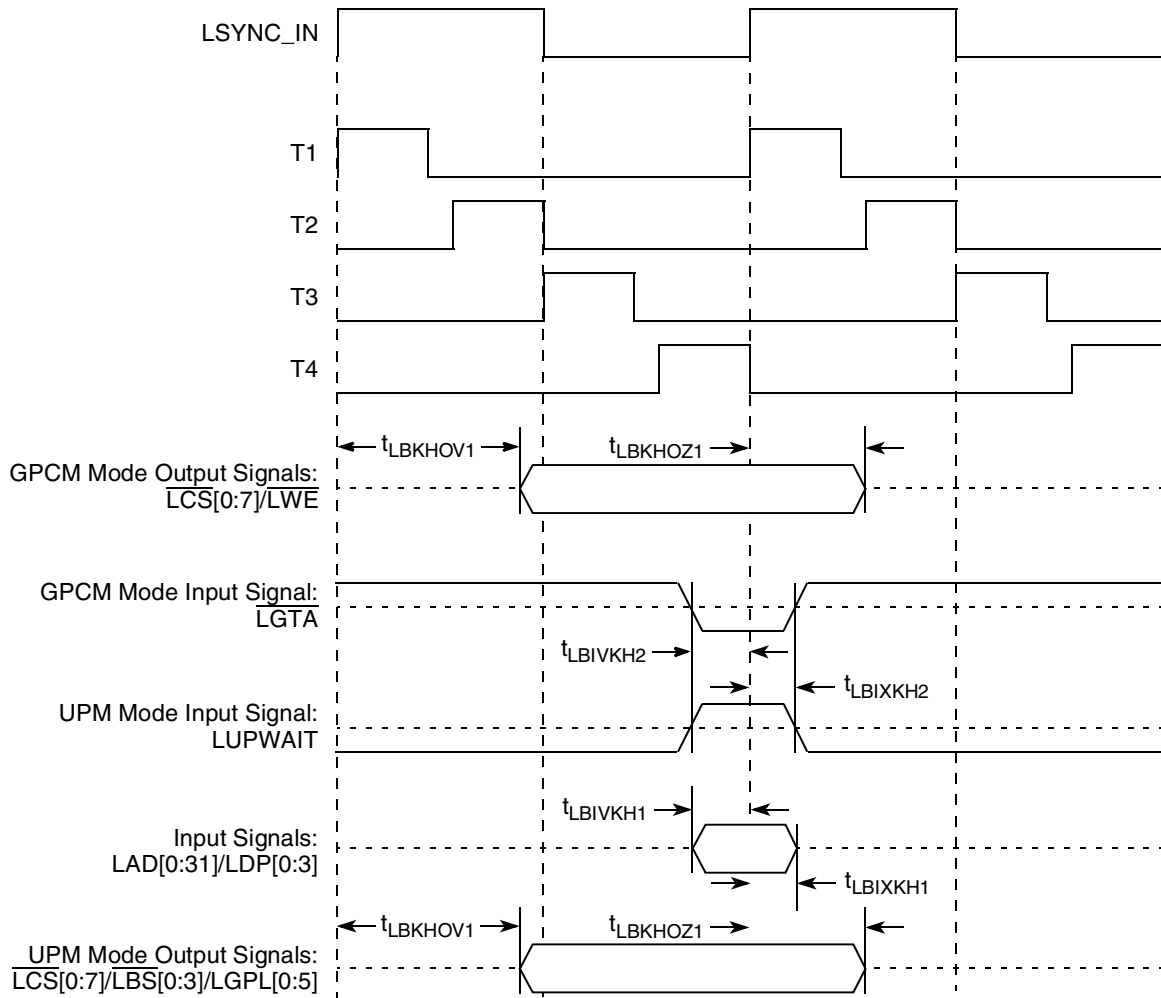 LSYNC_IN
T1
T2
T3
T4
tLBKHOV1
tLBKHOZ1
GPCM Mode Output Signals:
LCS[0:7]/LWE
GPCM Mode Input Signal:
LGTA
tLBIVKH2
tLBIXKH2
UPM Mode Input Signal:
LUPWAIT
tLBIVKH1
Input Signals:
LAD[0:31]/LDP[0:3]
tLBIXKH1
tLBKHOV1
tLBKHOZ1
UPM Mode Output Signals:
LCS[0:7]/LBS[0:3]/LGPL[0:5]